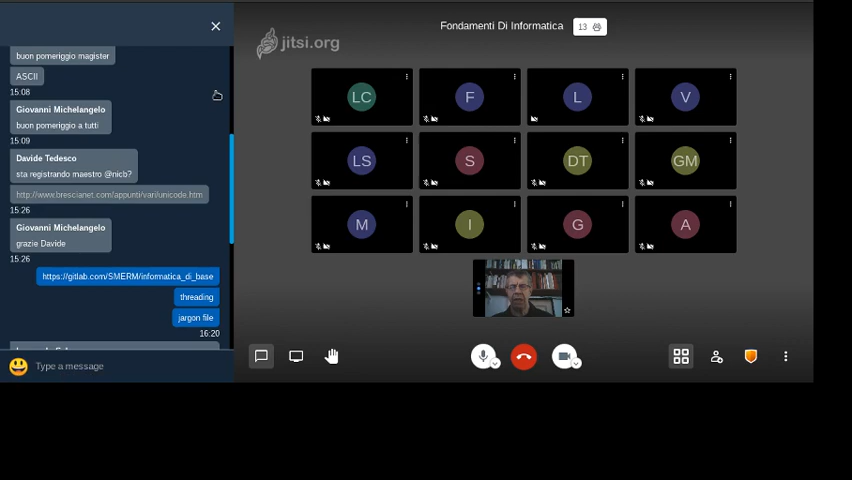 Fondamenti Di Informatica
13
jitsi.org
buon pomeriggio magister
ASCII
15:08
Giovanni Michelangelo
buon pomeriggio a tutti
15:09
Davide Tedesco
sta registrando maestro @nicb?
http://www.brescianet.com/appunti/vari/unicode.htm
15:26
Giovanni Michelangelo
grazie Davide
15:26
https://gitlab.com/SMERM/informatica_di_base
threading
jargon file
16:20
Type a message
LC
F
L
V
LS
S
DT
GM
M
I
G
A